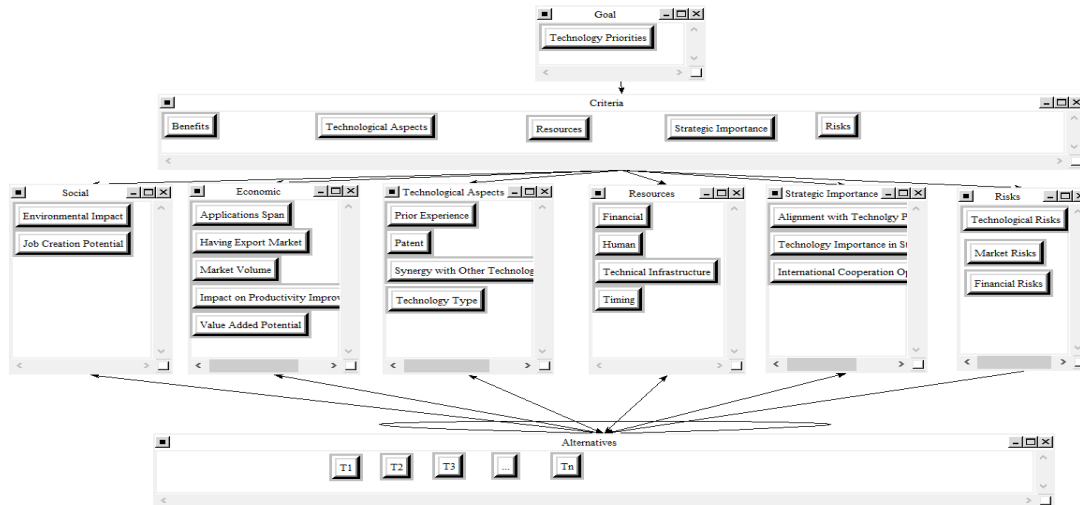 Goal
Technology Priorities
Criteria
Benefits
Technological Aspects
Resources
Strategic Importance
Risks
Social
Environmental Impact
Job Creation Potential
Economic
Applications Span
Having Export Market
Market Volume
Impact on Productivity Improv
Value Added Potential
Technological Aspects
Prior Experience
Patent
Synergy with Other Technolog
Technology Type
Resources
Financial
Human
Technical Infrastructure
Timing
Strategic Importance
Alignment with Technolgy P
Technology Importance in St
International Cooperation Op
Risks
Technological Risks
Market Risks
Financial Risks
Alternatives
T1 T2 T3 ... Tn